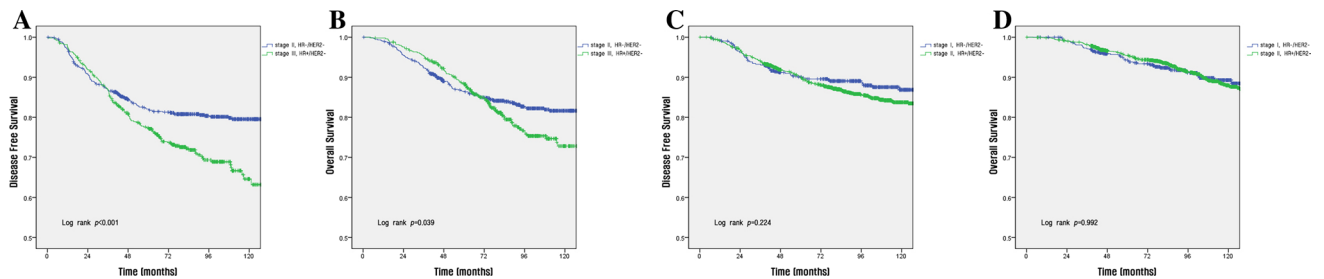 A
Disease Free Survival
1.0
0.9
0.8
0.7
0.6
0.5
Log rank p<0.001
0 24 48 72 96 120
Time (months)
stage II, HR-/HER2-
stage III, HR+/HER2-
B
Overall Survival
1.0
0.9
0.8
0.7
0.6
0.5
Log rank p=0.039
0 24 48 72 96 120
Time (months)
stage II, HR-/HER2-
stage III, HR+/HER2-
C
Disease Free Survival
1.0
0.9
0.8
0.7
0.6
0.5
Log rank p=0.224
0 24 48 72 96 120
Time (months)
stage I, HR-/HER2-
stage II, HR+/HER2-
D
Overall Survival
1.0
0.9
0.8
0.7
0.6
0.5
Log rank p=0.992
0 24 48 72 96 120
Time (months)
stage I, HR-/HER2-
stage II, HR+/HER2-